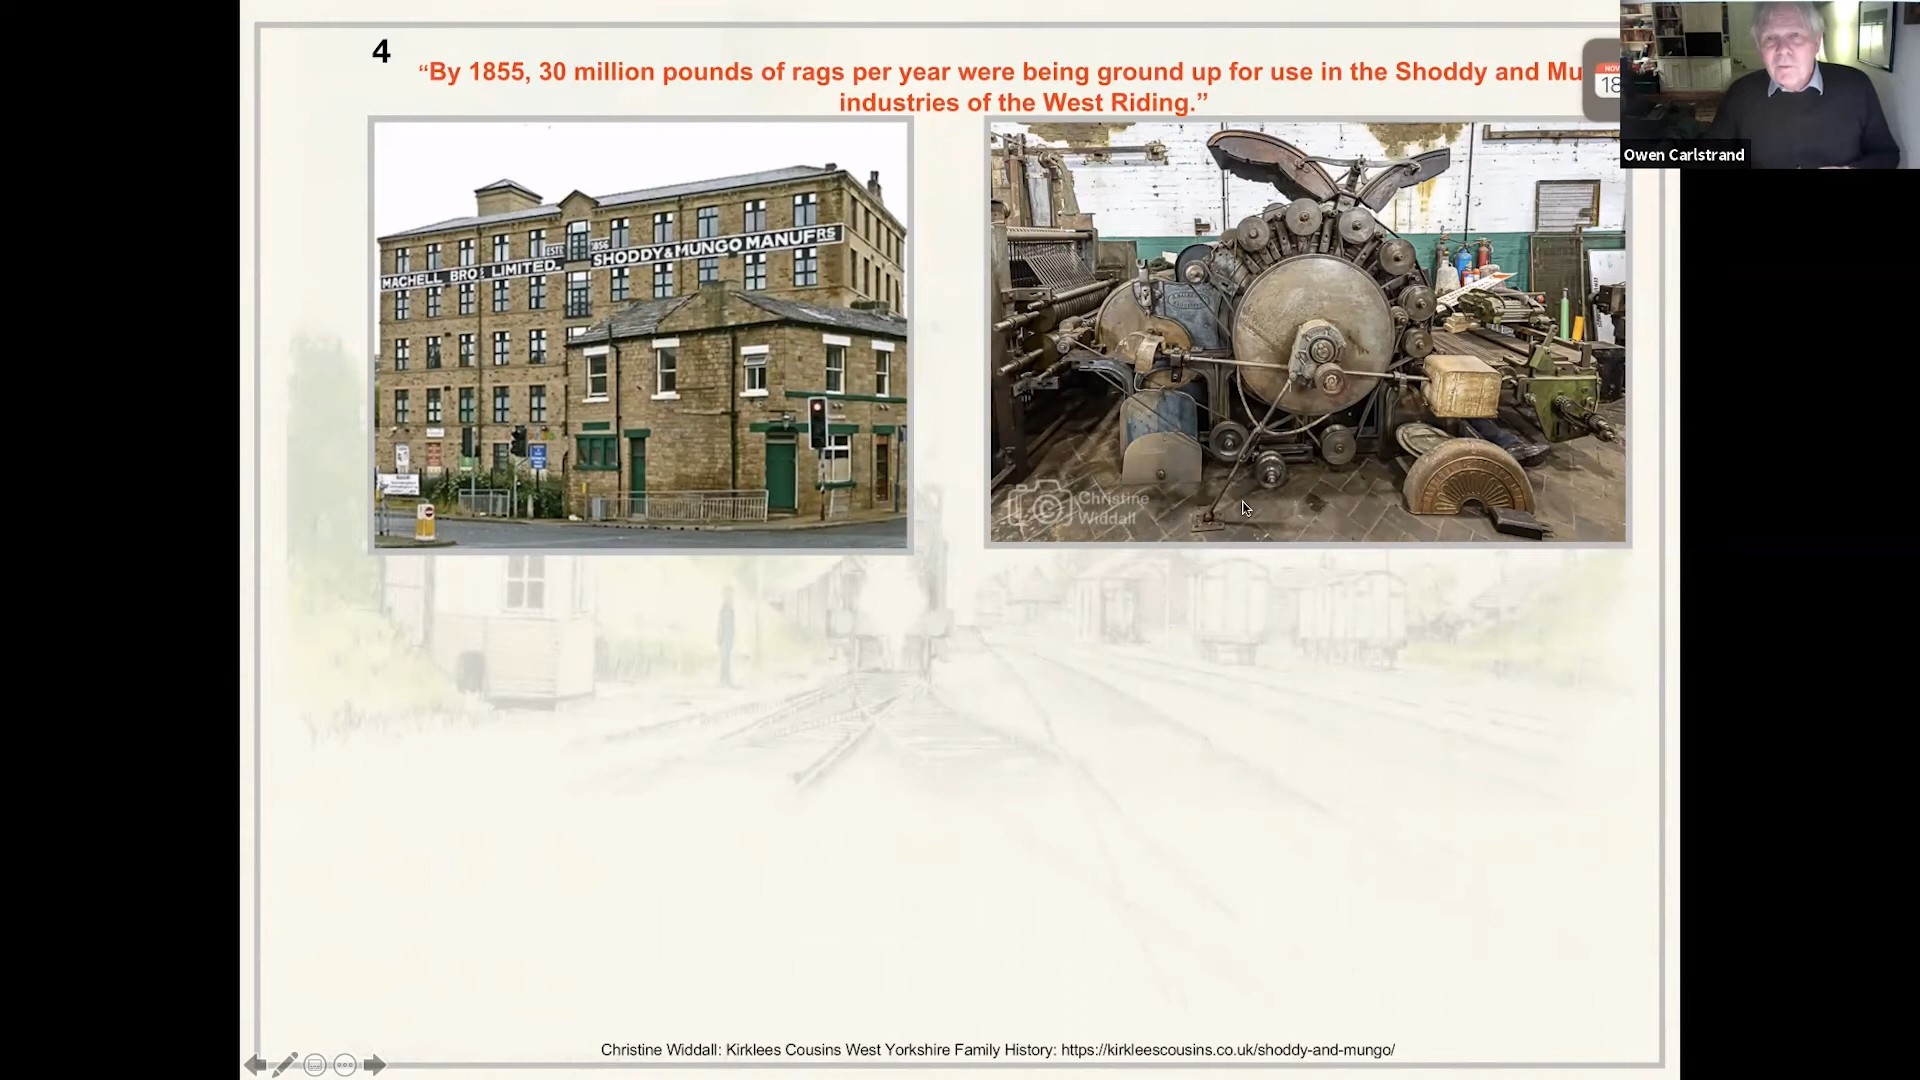 4
“By 1855, 30 million pounds of rags per year were being ground up for use in the Shoddy and Mu
industries of the West Riding.”
NOV
18
Owen Carlstrand
ESTD 1856
MACHELL BROS LIMITED. SHODDY & MUNGO MANUFRS
Christine
Widdall
Christine Widdall: Kirklees Cousins West Yorkshire Family History: https://kirkleescousins.co.uk/shoddy-and-mungo/